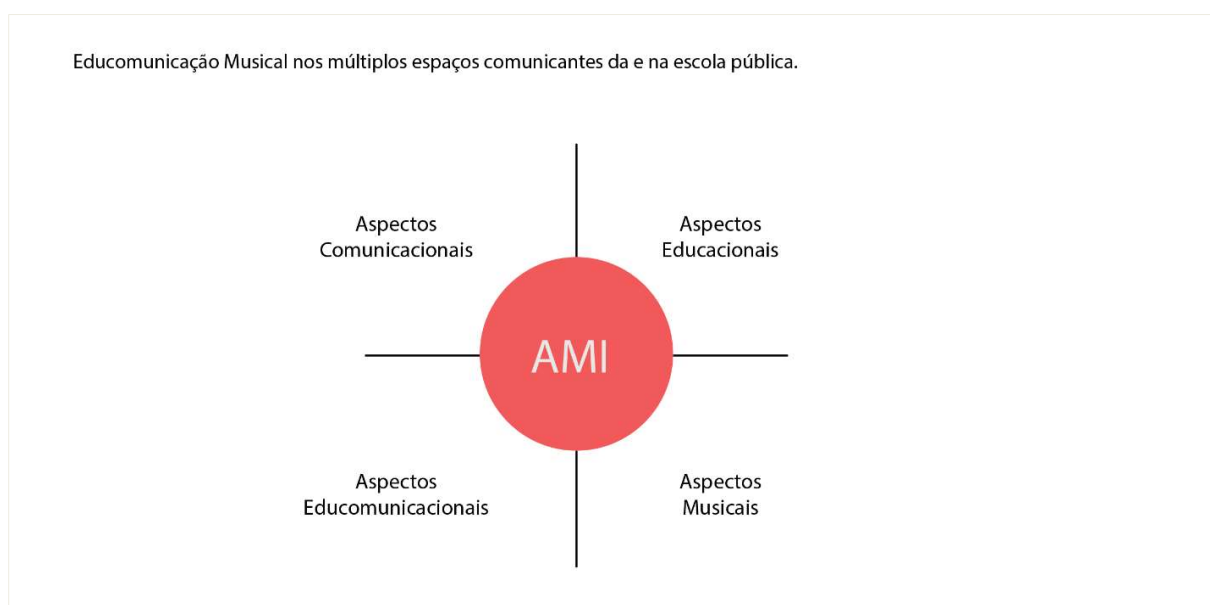 Educomunicação Musical nos múltiplos espaços comunicantes da e na escola pública.
Aspectos
Comunicacionais
Aspectos
Educacionais
AMI
Aspectos
Educomunicacionais
Aspectos
Musicais